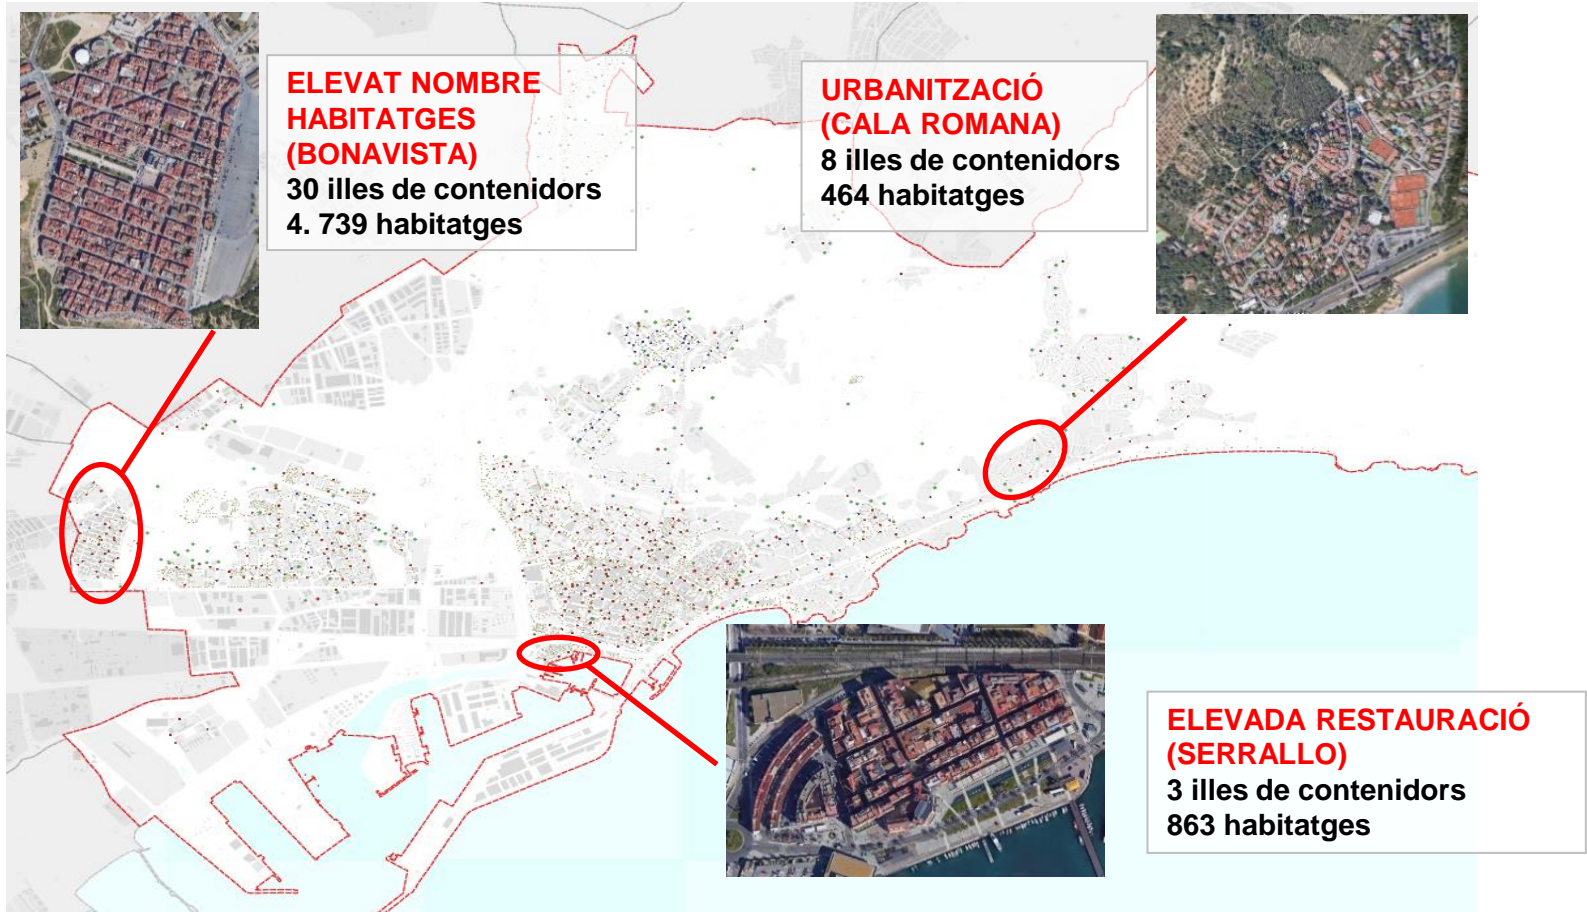 ELEVAT NOMBRE
HABITATGES
(BONAVISTA)
30 illes de contenidors
4. 739 habitatges
URBANITZACIÓ
(CALA ROMANA)
8 illes de contenidors
464 habitatges
ELEVADA RESTAURACIÓ
(SERRALLO)
3 illes de contenidors
863 habitatges